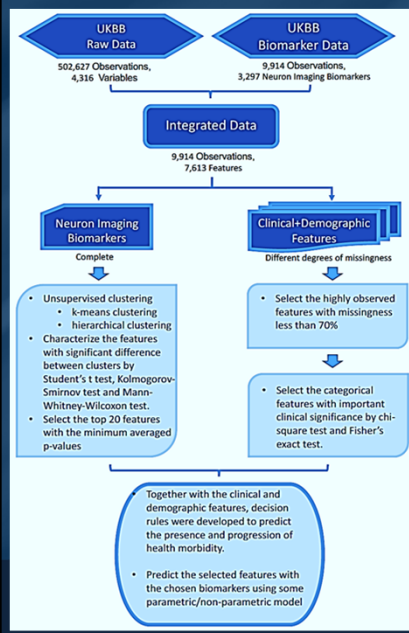 UKBB
Raw Data
UKBB
Biomarker Data
502,627 Observations,
4,316 Variables
9,914 Observations,
3,297 Neuron Imaging Biomarkers
Integrated Data
9,914 Observations,
7,613 Features
Neuron Imaging
Biomarkers
Complete
Clinical+Demographic
Features
Different degrees of missingness
• Unsupervised clustering
• k-means clustering
• hierarchical clustering
• Characterize the features
with significant difference
between clusters by
Student's t test, Kolmogorov-
Smirnov test and Mann-
Whitney-Wilcoxon test.
• Select the top 20 features
with the minimum averaged
p-values
• Select the highly observed
features with missingness
less than 70%
• Select the categorical
features with important
clinical significance by chi-
square test and Fisher's
exact test.
• Together with the clinical and
demographic features, decision
rules were developed to predict
the presence and progression of
health morbidity.
• Predict the selected features with
the chosen biomarkers using some
parametric/non-parametric model